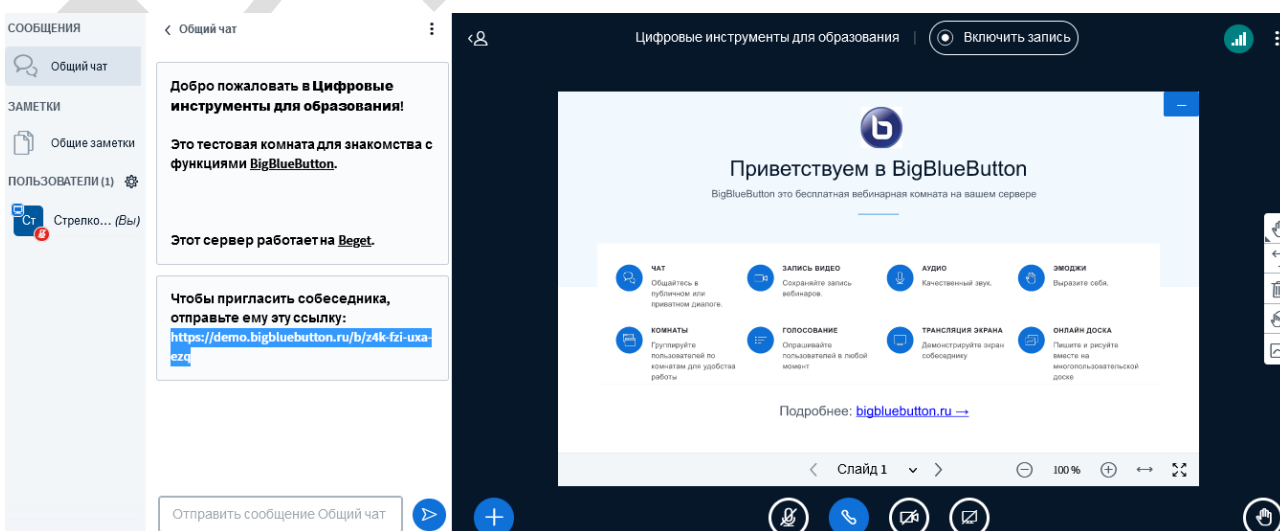 СООБЩЕНИЯ
Общий чат
ЗАМЕТКИ
Общие заметки
ПОЛЬЗОВАТЕЛИ (1)
Ст
Стрелко... (Вы)
Общий чат
Добро пожаловать в Цифровые
инструменты для образования!
Это тестовая комната для знакомства с
функциями BigBlueButton.
Этот сервер работает на Beget.
Чтобы пригласить собеседника,
отправьте ему эту ссылку:
https://demo.bigbluebutton.ru/b/z4k-fzi-uxa-
ezq
Отправить сообщение Общий чат
Цифровые инструменты для образования
Включить запись
b
Приветствуем в BigBlueButton
BigBlueButton это бесплатная вебинарная комната на вашем сервере
ЧАТ
Общайтесь в
публичном или
приватном диалоге.
ЗАПИСЬ ВИДЕО
Сохраняйте запись
вебинаров.
АУДИО
Качественный звук.
ЭМОДЖИ
Выразите себя.
КОМНАТЫ
Группируйте
пользователей по
комнатам для удобства
работы
ГОЛОСОВАНИЕ
Опрашивайте
пользователей в любой
момент
ТРАНСЛЯЦИЯ ЭКРАНА
Демонстрируйте экран
собеседнику
ОНЛАЙН ДОСКА
Пишите и рисуйте
вместе на
многопользовательской
доске
Подробнее: bigbluebutton.ru →
Слайд 1
100 %